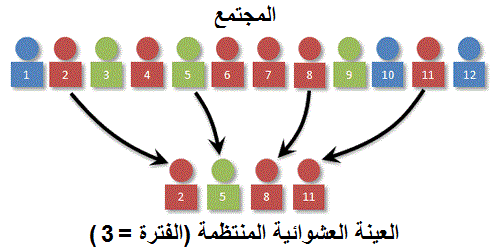 المجتمع
1 2 3 4 5 6 7 8 9 10 11 12
2 5 8 11
العينة العشوائية المنتظمة (الفترة = 3 )